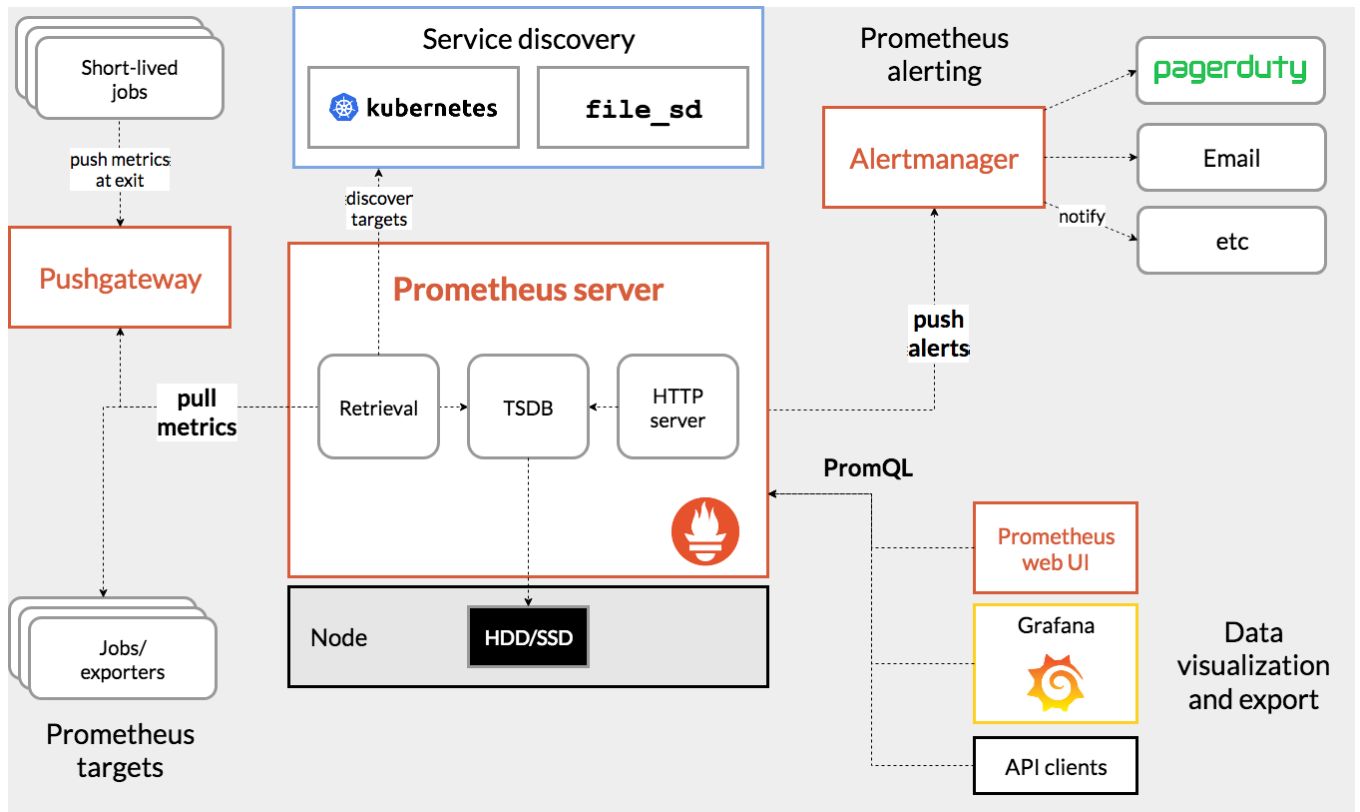 Short-lived
jobs
Service discovery
kubernetes
file_sd
Prometheus
alerting
pagerduty
Alertmanager
Email
etc
notify
push metrics
at exit
discover
targets
Pushgateway
Prometheus server
push
alerts
pull
metrics
Retrieval
TSDB
HTTP
server
PromQL
Prometheus
web UI
Node
HDD/SSD
Grafana
Jobs/
exporters
Data
visualization
and export
Prometheus
targets
API clients